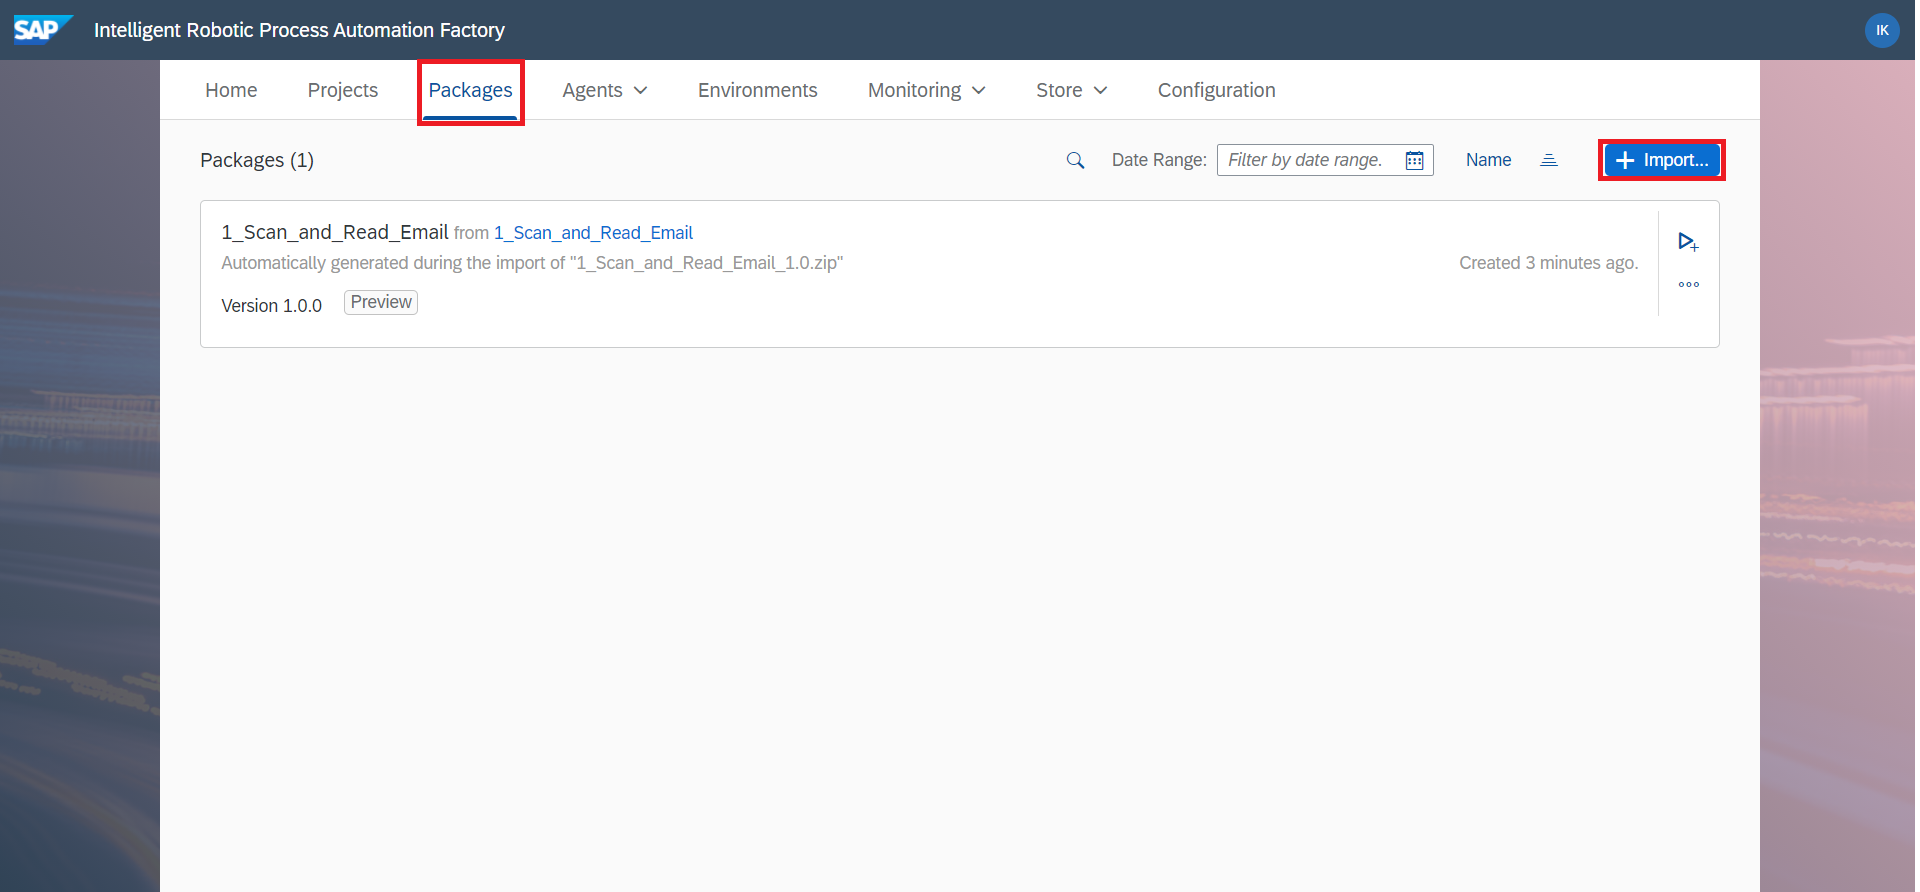 SAP Intelligent Robotic Process Automation Factory IK
Home Projects Packages Agents Environments Monitoring Store Configuration
Packages (1) Date Range: Filter by date range. Name Import...
1_Scan_and_Read_Email from 1_Scan_and_Read_Email
Automatically generated during the import of "1_Scan_and_Read_Email_1.0.zip" Created 3 minutes ago.
Version 1.0.0 Preview